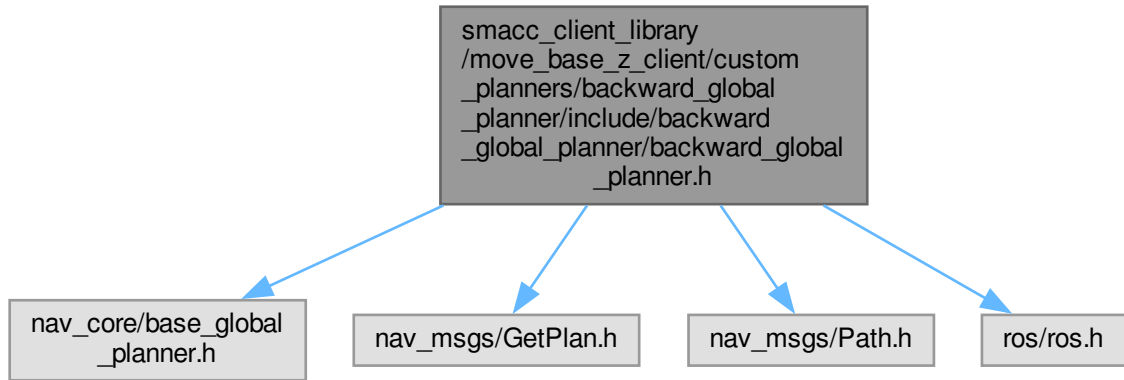 smacc_client_library
/move_base_z_client/custom
_planners/backward_global
_planner/include/backward
_global_planner/backward_global
_planner.h
nav_core/base_global
_planner.h
nav_msgs/GetPlan.h
nav_msgs/Path.h
ros/ros.h